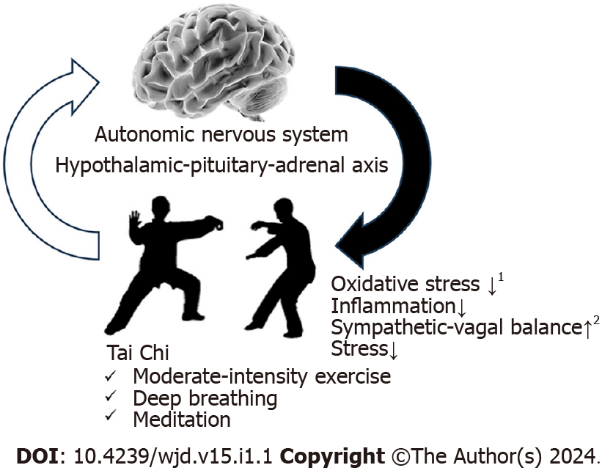 Autonomic nervous system
Hypothalamic-pituitary-adrenal axis
Oxidative stress ↓¹
Inflammation↓
Sympathetic-vagal balance↑²
Stress↓
Tai Chi
✓ Moderate-intensity exercise
✓ Deep breathing
✓ Meditation
DOI: 10.4239/wjd.v15.i1.1 Copyright ©The Author(s) 2024.